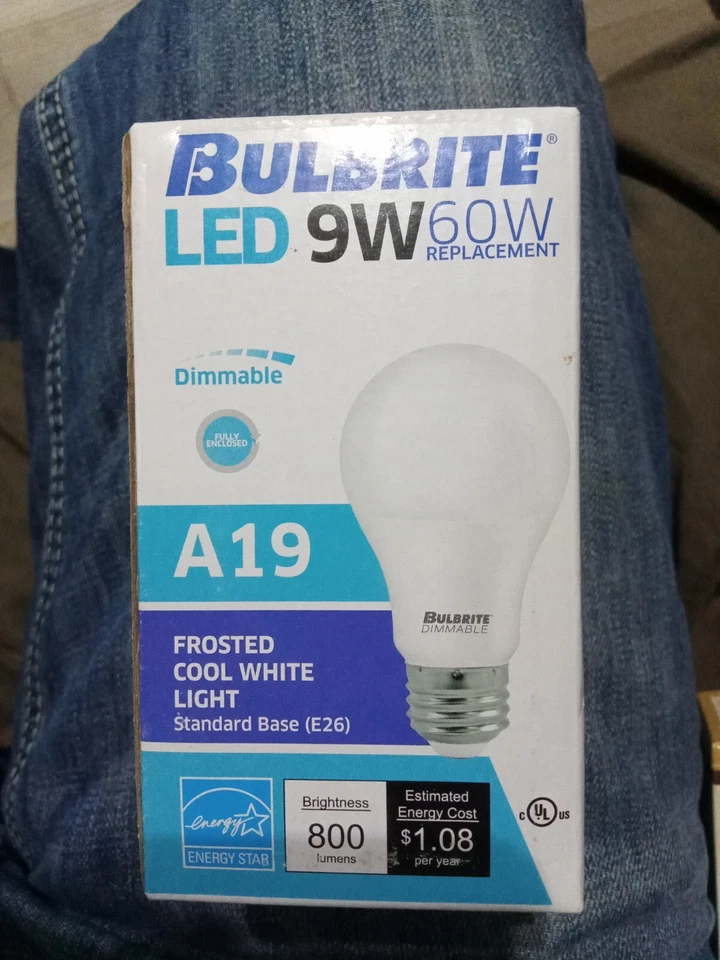 BULBRITE®
LED 9W 60W
REPLACEMENT
Dimmable
FULLY
ENCLOSED
A19
BULBRITE
DIMMABLE
FROSTED
COOL WHITE
LIGHT
Standard Base (E26)
energy
ENERGY STAR
Brightness
800
lumens
Estimated
Energy Cost
$1.08
per year
C UL US